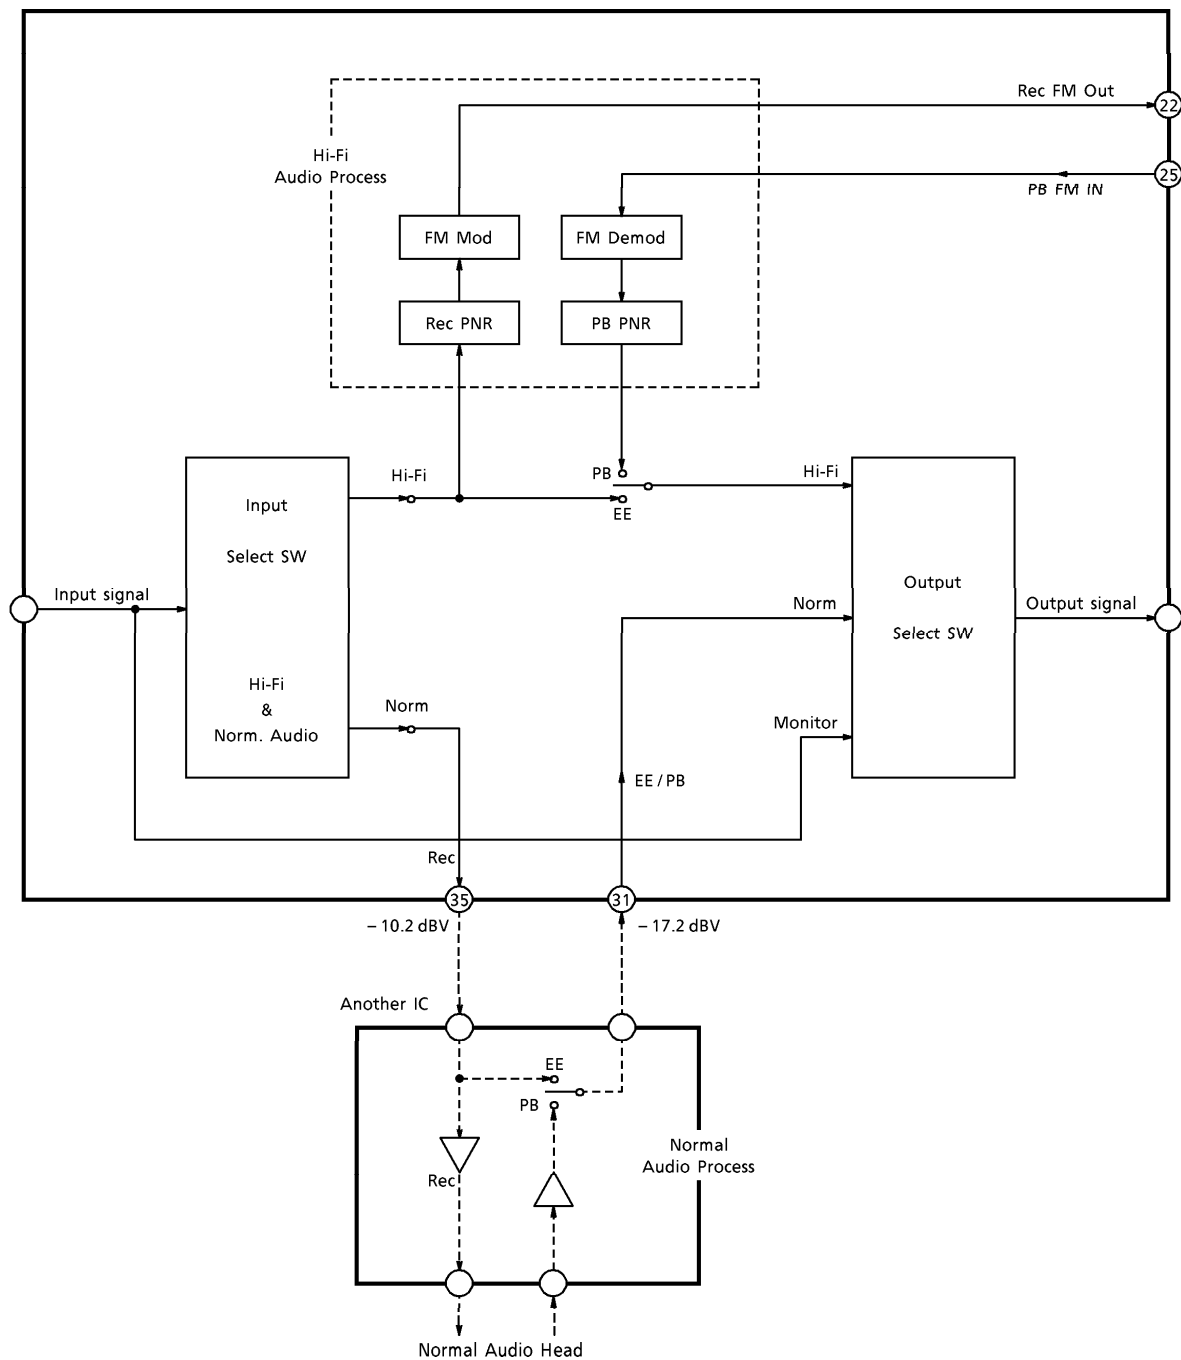 Rec FM Out
22
Hi-Fi
Audio Process
25
PB FM IN
FM Mod
FM Demod
Rec PNR
PB PNR
Hi-Fi
PB
Hi-Fi
EE
Input
Select SW
Input signal
Output
Select SW
Norm
Output signal
Hi-Fi
&
Norm. Audio
Norm
Monitor
EE / PB
Rec
35
31
– 10.2 dBV
– 17.2 dBV
Another IC
EE
PB
Normal
Audio Process
Rec
Normal Audio Head